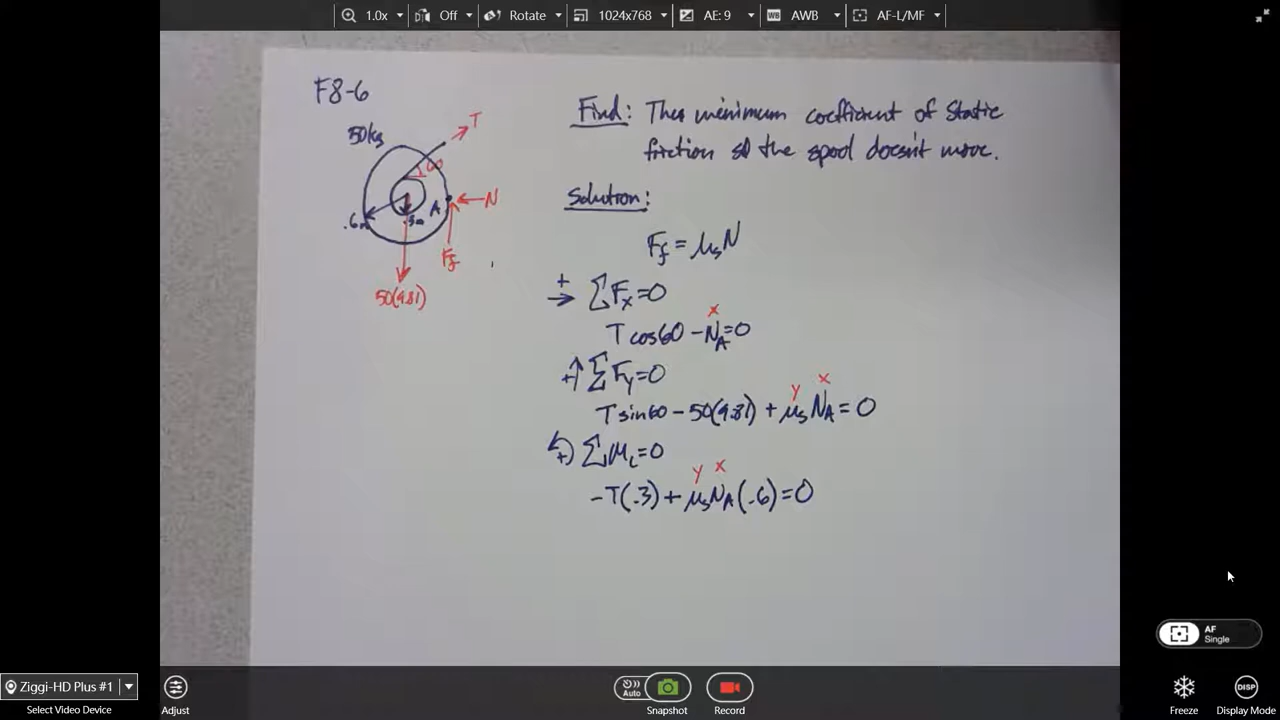 1.0x
Off
Rotate
1024x768
AE: 9
WB AWB
AF-L/MF
F8-6
50kg
T
60
N
A
.6m
.3m
Ff
50(9.81)
Find: The minimum coefficient of static
friction so the spool doesn't move.
Solution:
Ff = μsN
+→ ΣFx=0
x
T cos60 - NA=0
+↑ ΣFy=0
y x
T sin60 - 50(9.81) + μs NA = 0
+ ΣMc=0
y x
-T(.3) + μsNA(.6) = 0
AF
Single
Ziggi-HD Plus #1
Select Video Device
Adjust
Auto
Snapshot
Record
Freeze
DISP
Display Mode